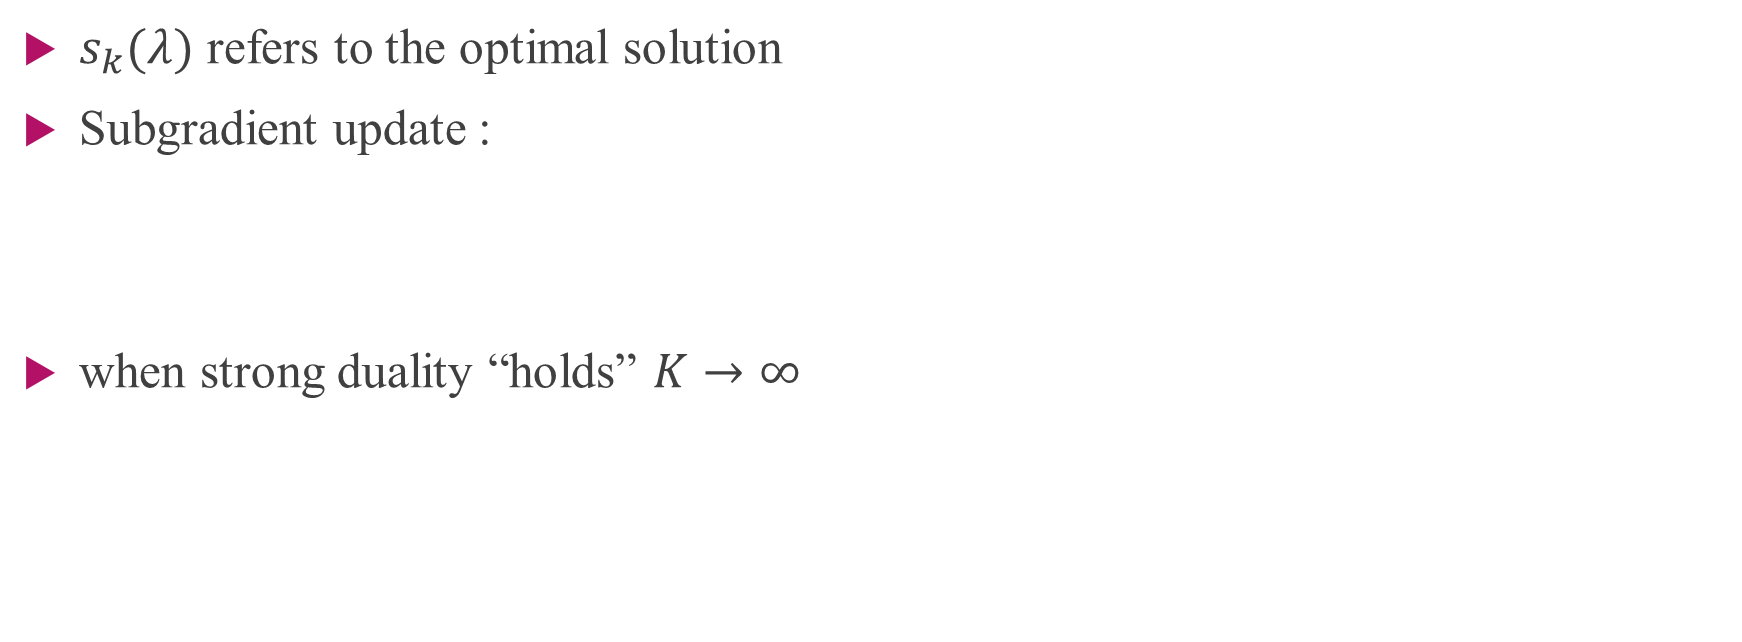 ▶ 𝑠ₖ(𝜆) refers to the optimal solution
▶ Subgradient update :
▶ when strong duality “holds” 𝐾 → ∞